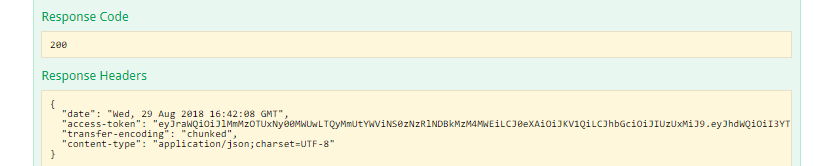 Response Code
200
Response Headers
{
"date": "Wed, 29 Aug 2018 16:42:08 GMT",
"access-token": "eyJraWQiOiJlMmMzOTUxNy00MWUwLTQyMmUtYWViNS0zNzRlNDBkMzM4MWEiLCJ0eXAiOiJKV1QiLCJhbGciOiJIUzUxMiJ9.eyJhdWQiOiI3YT
"transfer-encoding": "chunked",
"content-type": "application/json;charset=UTF-8"
}